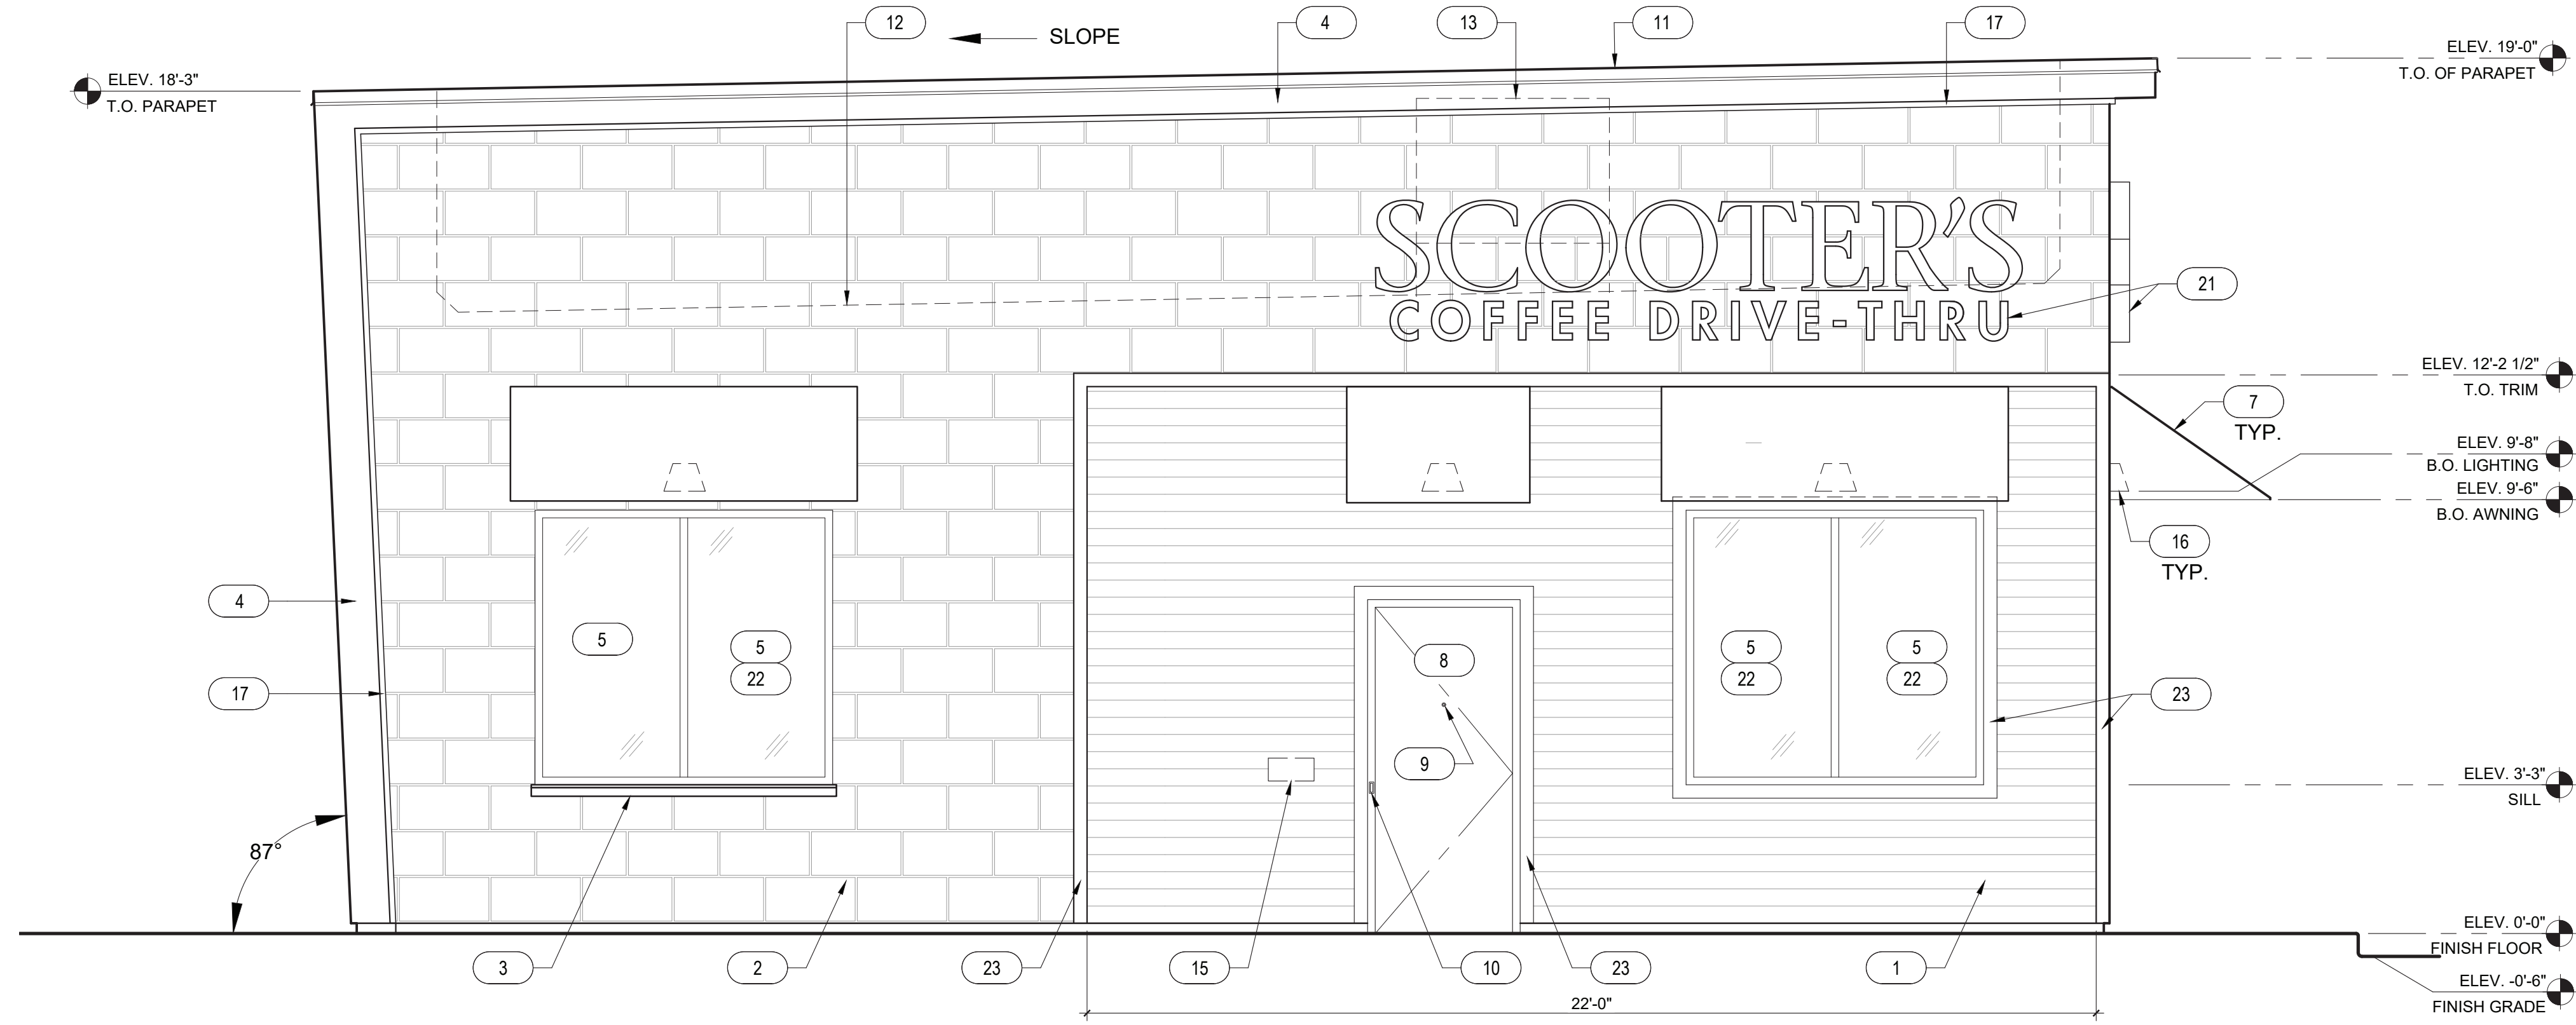 12
SLOPE
4
13
11
17
ELEV. 18'-3"
T.O. PARAPET
ELEV. 19'-0"
T.O. OF PARAPET
SCOOTER'S
COFFEE DRIVE-THRU
21
ELEV. 12'-2 1/2"
T.O. TRIM
7
TYP.
ELEV. 9'-8"
B.O. LIGHTING
ELEV. 9'-6"
B.O. AWNING
16
TYP.
4
5
5
22
8
5
22
5
22
17
23
9
ELEV. 3'-3"
SILL
87°
ELEV. 0'-0"
FINISH FLOOR
3
2
23
15
10
23
1
ELEV. -0'-6"
FINISH GRADE
22'-0"